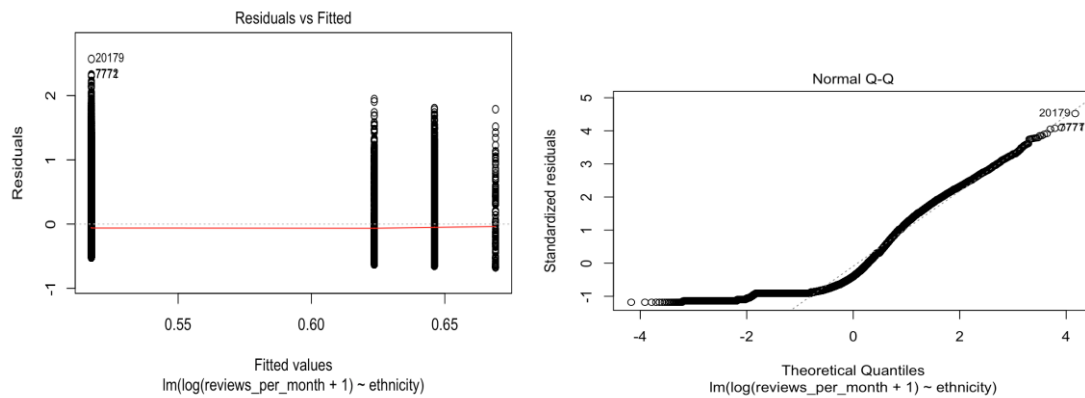 Residuals vs Fitted
20179
Residuals
2
1
0
-1
0.55
0.60
0.65
Fitted values
lm(log(reviews_per_month + 1) ~ ethnicity)
Normal Q-Q
20179
Standardized residuals
5
4
3
2
1
0
-1
-4
-2
0
2
4
Theoretical Quantiles
lm(log(reviews_per_month + 1) ~ ethnicity)